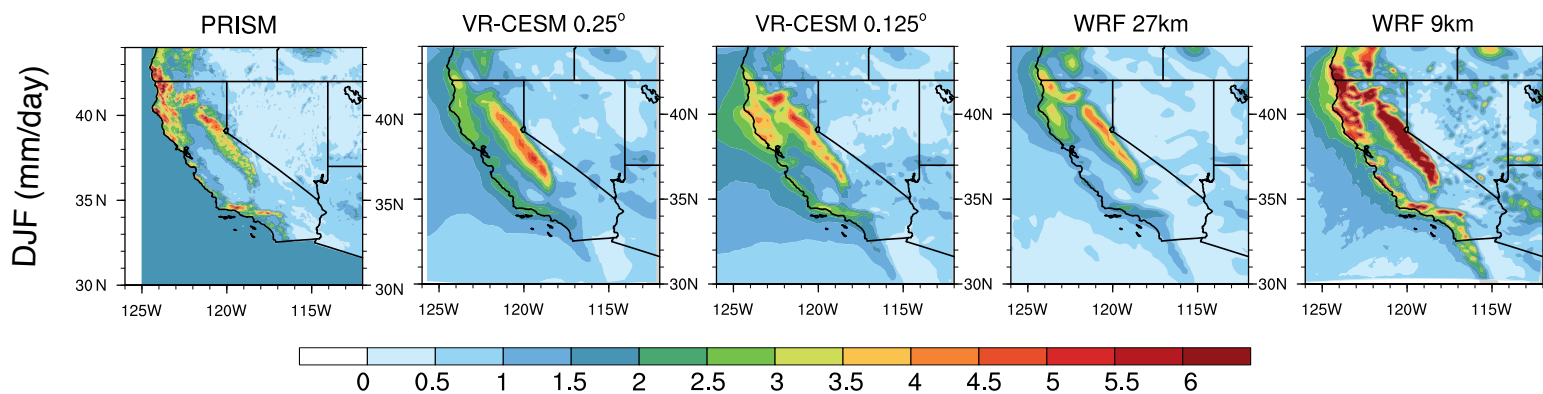 PRISM
VR-CESM 0.25°
VR-CESM 0.125°
WRF 27km
WRF 9km
DJF (mm/day)
40 N
35 N
30 N
125W 120W 115W
40N
35N
30N
125W 120W 115W
40N
35N
30N
125W 120W 115W
40N
35N
30N
125W 120W 115W
40N
35N
30N
125W 120W 115W
0 0.5 1 1.5 2 2.5 3 3.5 4 4.5 5 5.5 6